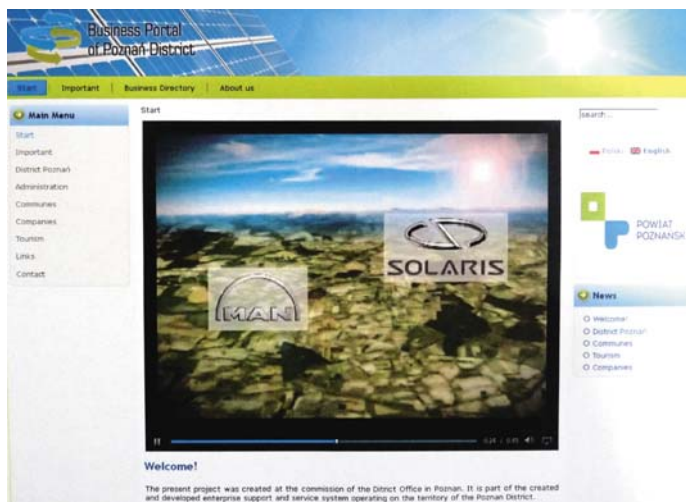 Business Portal
of Poznań District
Start
Important
Business Directory
About us
Main Menu
Start
Important
District Poznań
Administration
Communes
Companies
Tourism
Links
Contact
Start
SOLARIS
MAN
Welcome!
The present project was created at the commission of the Ditrict Office in Poznan. It is part of the created
and developed enterprise support and service system operating on the territory of the Poznan District.
search...
Polski
English
POWIAT
POZNAŃSKI
News
Welcome!
District Poznań
Communes
Tourism
Companies